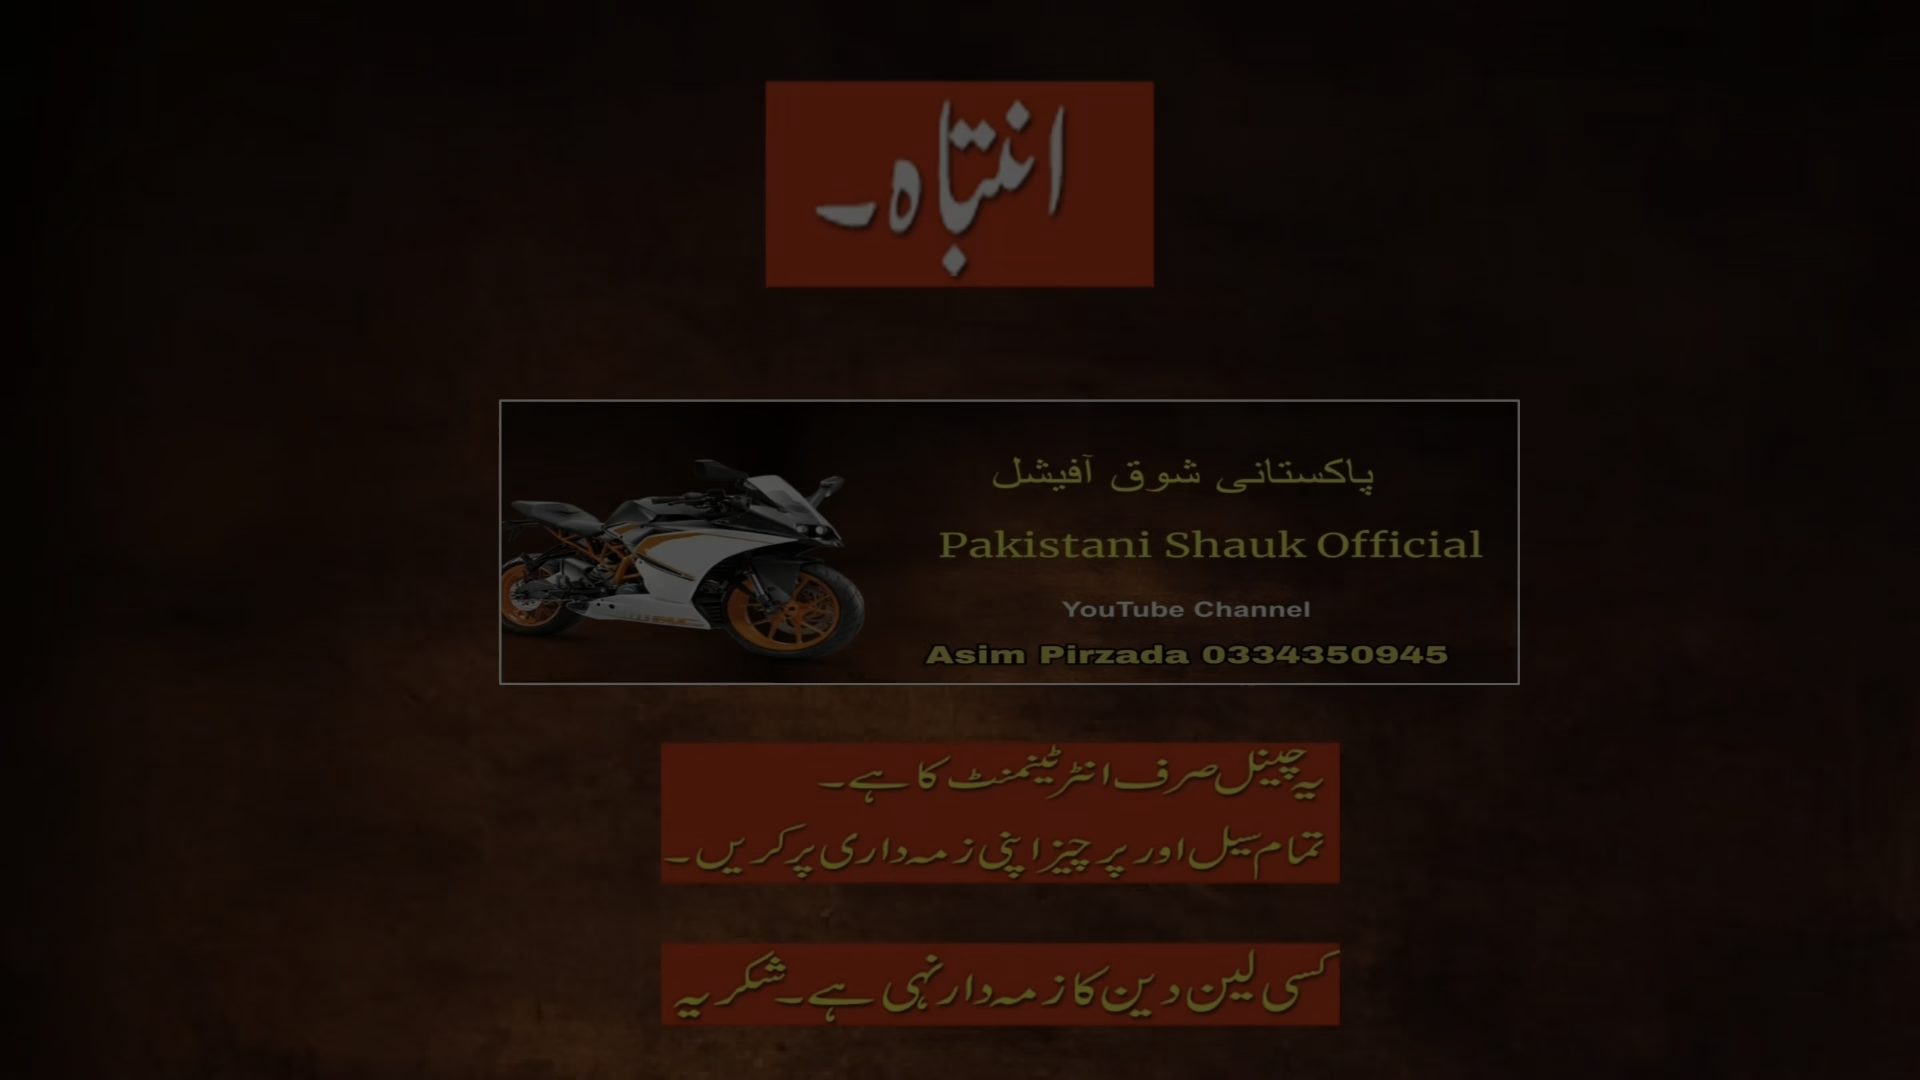 انتباہ۔
پاکستانی شوق آفیشل
Pakistani Shauk Official
YouTube Channel
Asim Pirzada 0334350945
یہ چینل صرف انٹرٹینمنٹ کا ہے۔
تمام سیل اور پرچیز اپنی زمہ داری پر کریں۔
کسی لین دین کا زمہ دار نہی ہے۔ شکریہ